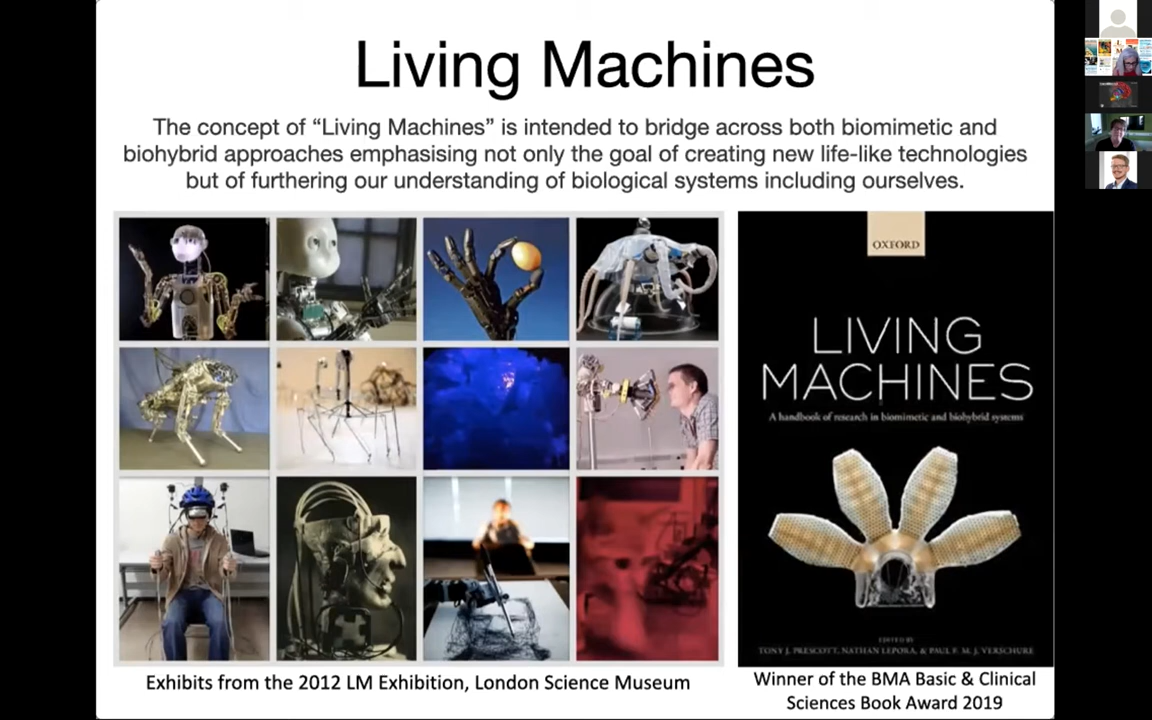 Living Machines
The concept of “Living Machines” is intended to bridge across both biomimetic and
biohybrid approaches emphasising not only the goal of creating new life-like technologies
but of furthering our understanding of biological systems including ourselves.
OXFORD
LIVING
MACHINES
A handbook of research in biomimetic and biohybrid systems
EDITED BY
TONY J. PRESCOTT, NATHAN LEPORA, & PAUL F. M. J. VERSCHURE
Exhibits from the 2012 LM Exhibition, London Science Museum
Winner of the BMA Basic & Clinical
Sciences Book Award 2019